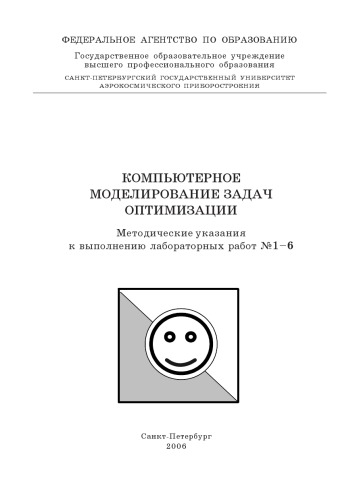 ФЕДЕРАЛЬНОЕ АГЕНТСТВО ПО ОБРАЗОВАНИЮ
Государственное образовательное учреждение
высшего профессионального образования
САНКТ-ПЕТЕРБУРГСКИЙ ГОСУДАРСТВЕННЫЙ УНИВЕРСИТЕТ
АЭРОКОСМИЧЕСКОГО ПРИБОРОСТРОЕНИЯ
КОМПЬЮТЕРНОЕ
МОДЕЛИРОВАНИЕ ЗАДАЧ
ОПТИМИЗАЦИИ
Методические указания
к выполнению лабораторных работ №1–6
Санкт-Петербург
2006